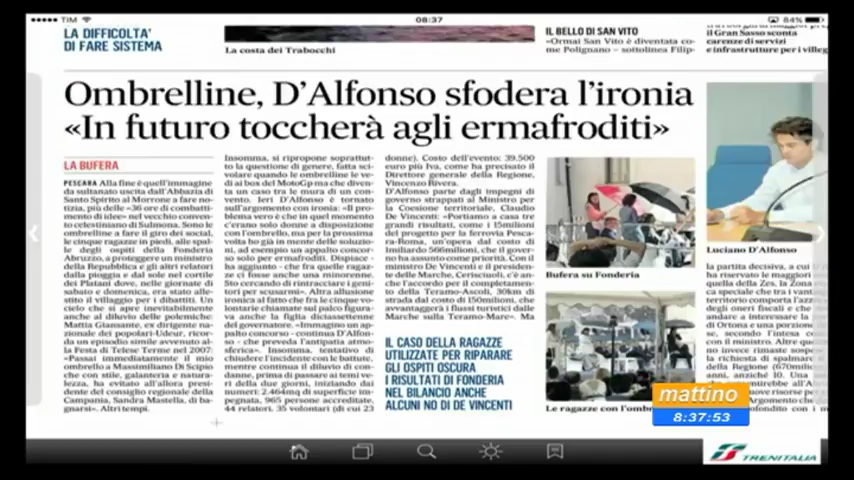 TIM
08:37
84%
LA DIFFICOLTA'
DI FARE SISTEMA
La costa dei Trabocchi
IL BELLO DI SAN VITO
«Ormai San Vito è diventata co-
me Polignano – sottolinea Filip-
il Gran Sasso sconta
carenze di servizi
e infrastrutture per i villeg
Ombrelline, D'Alfonso sfodera l'ironia
«In futuro toccherà agli ermafroditi»
LA BUFERA
PESCARA Alla fine è quell'immagine
da sultanato uscita dall'Abbazia di
Santo Spirito al Morrone a fare no-
tizia, più delle «36 ore di combatti-
mento di idee» nel vecchio conven-
to celestiniano di Sulmona. Sono le
ombrelline a fare il giro dei social,
le cinque ragazze in piedi, alle spal-
le degli ospiti della Fonderia
Abruzzo, a proteggere un ministro
della Repubblica e gli altri relatori
dalla pioggia e dal sole nel cortile
dei Platani dove, nelle giornate di
sabato e domenica, era stato alle-
stito il villaggio per i dibattiti. Un
cielo che si apre inevitabilmente
anche al diluvio delle polemiche:
Mattia Giansante, ex dirigente na-
zionale dei popolari-Udeur, ricor-
da un episodio simile avvenuto al-
la Festa di Telese Terme nel 2007:
«Passai immediatamente il mio
ombrello a Massimiliano Di Scipio
che con stile, galanteria e natura-
lezza, evitò all'allora presi-
dente del consiglio regionale della
Campania, Sandra Mastella, di ba-
gnarsi». Altri tempi.
Insomma, si ripropone soprattut-
to la questione di genere, fatta sci-
volare quando le ombrelline le ve-
di ai box del MotoGp ma che diven-
ta un caso tra le mura di un con-
vento. Ieri D'Alfonso è tornato
sull'argomento con ironia: «Il pro-
blema vero è che in quel momento
c'erano solo donne a disposizione
con l'ombrello, ma per la prossima
volta ho già in mente delle soluzio-
ni, ad esempio un appalto concor-
so solo per ermafroditi. Dispiace -
ha aggiunto - che fra quelle ragaz-
ze ci fosse anche una minorenne.
Sto cercando di rintracciare i geni-
tori per scusarmi». Altra allusione
ironica al fatto che fra le cinque vo-
lontarie chiamate sul palco figura-
va anche la figlia diciassettenne
del governatore. «Immagino un ap-
palto concorso - continua D'Alfon-
so - che preveda l'antipatia atmo-
sferica». Insomma, tentativo di
chiudere l'incidente con le battute,
mentre continua il diluvio di con-
danne, prima di passare ai temi ve-
ri della due giorni, iniziando dai
numeri: 2.464mq di superficie im-
pegnata, 965 persone accreditate,
44 relatori, 35 volontari (di cui 23
donne). Costo dell'evento: 39.500
euro più Iva, come ha precisato il
Direttore generale della Regione,
Vincenzo Rivera.
D'Alfonso parte dagli impegni di
governo strappati al Ministro per
la Coesione territoriale, Claudio
De Vincenti: «Portiamo a casa tre
grandi risultati, come i 15milioni
del progetto per la ferrovia Pesca-
ra-Roma, un'opera dal costo di
1miliardo 566milioni, che il gover-
no ha assunto come priorità. Con il
ministro De Vincenti e il presiden-
te delle Marche, Ceriscioli, c'è an-
che l'accordo per il completamen-
to della Teramo-Ascoli, 30km di
strada dal costo di 150milioni, che
avvantaggerà i flussi turistici dalle
Marche sulla Teramo-Mare». Ma
IL CASO DELLA RAGAZZE
UTILIZZATE PER RIPARARE
GLI OSPITI OSCURA
I RISULTATI DI FONDERIA
NEL BILANCIO ANCHE
ALCUNI NO DI DE VINCENTI
Bufera su Fonderia
Le ragazze con l'omb
Luciano D'Alfonso
la partita decisiva, a cui
ha riservato le maggiori
quella della Zes, la Zona
ca speciale che tra i vant
territorio comporta l'azz
degli oneri fiscali e che
andare a interessare la
di Ortona e una porzione
se, secondo l'intesa con
con il ministro. Altre qu
no invece rimaste sospe
la richiesta di spalmare
della Regione (670milio
anni, anziché 10. Una
entirebbe all'A
uove risorse per
Argomento che
fondito con i m
mattino
8:37:53
TRENITALIA